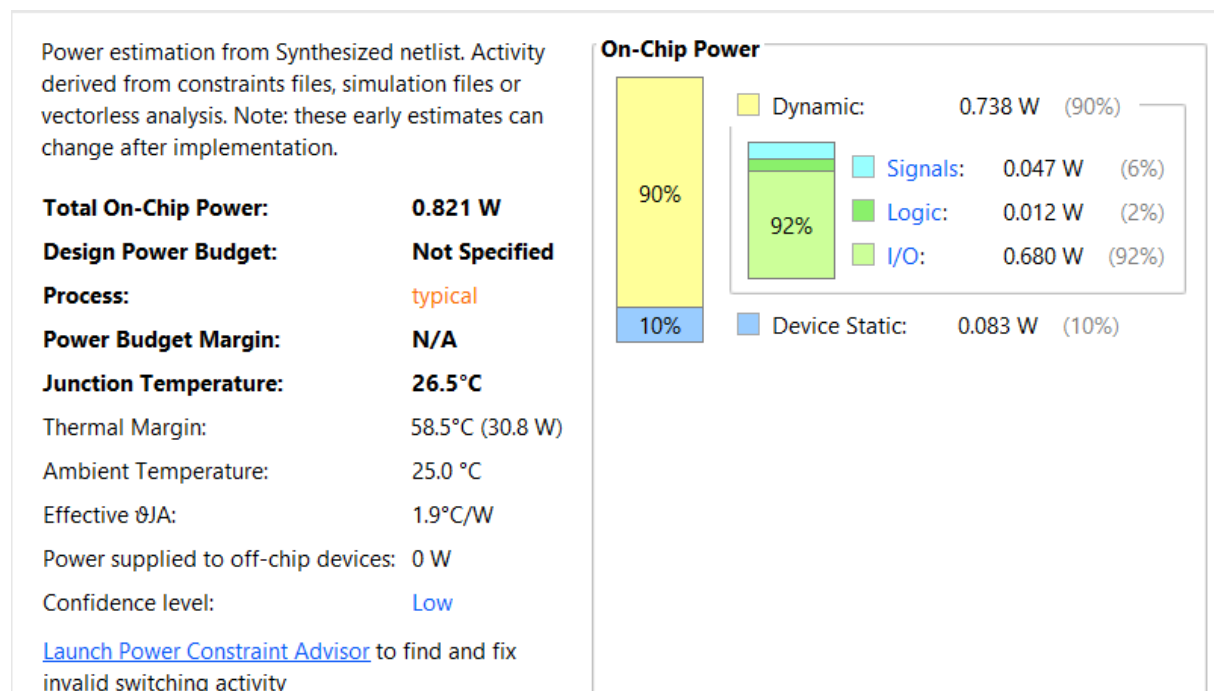 Power estimation from Synthesized netlist. Activity
derived from constraints files, simulation files or
vectorless analysis. Note: these early estimates can
change after implementation.
Total On-Chip Power: 0.821 W
Design Power Budget: Not Specified
Process: typical
Power Budget Margin: N/A
Junction Temperature: 26.5°C
Thermal Margin: 58.5°C (30.8 W)
Ambient Temperature: 25.0 °C
Effective ϑJA: 1.9°C/W
Power supplied to off-chip devices: 0 W
Confidence level: Low
Launch Power Constraint Advisor to find and fix
invalid switching activity
On-Chip Power
90%
10%
Dynamic: 0.738 W (90%)
92%
Signals: 0.047 W (6%)
Logic: 0.012 W (2%)
I/O: 0.680 W (92%)
Device Static: 0.083 W (10%)